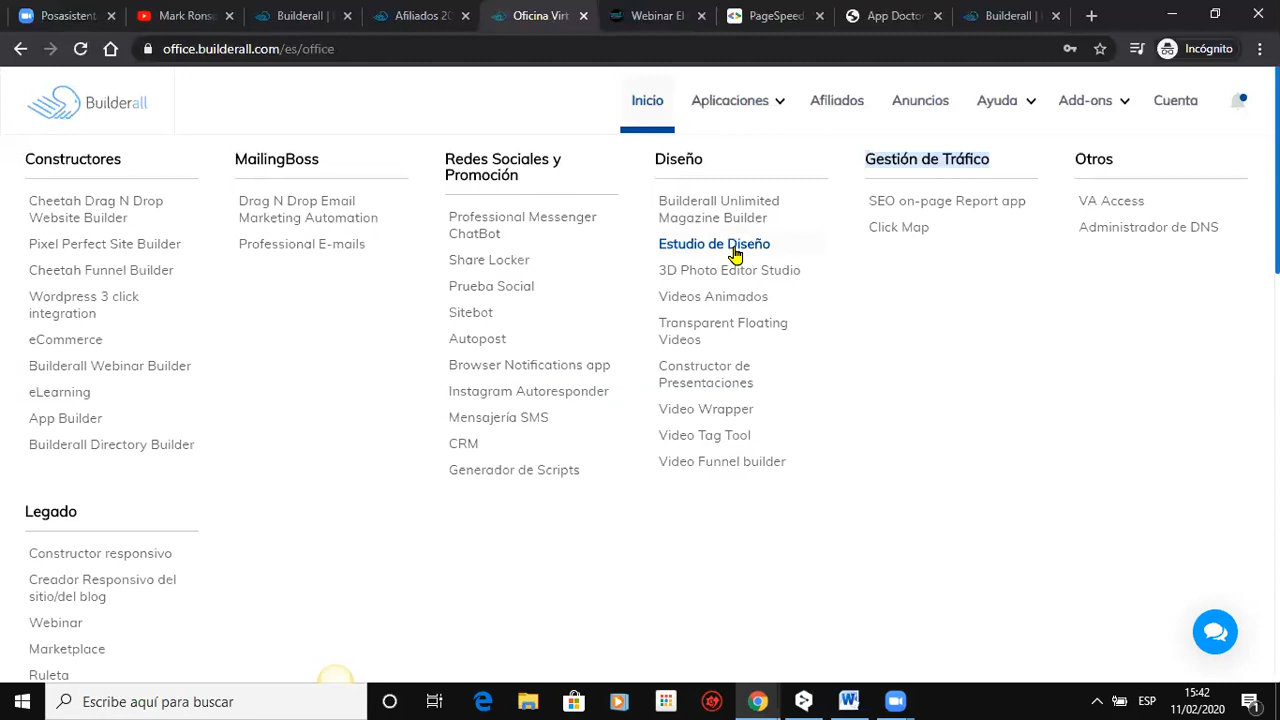 Posasistent
Mark Rons
Builderall |
Afiliados 20
Oficina Virt
Webinar El
PageSpeed
App Doctor
Builderall |
office.builderall.com/es/office
Incógnito
Builderall
Inicio
Aplicaciones
Afiliados
Anuncios
Ayuda
Add-ons
Cuenta
Constructores
Cheetah Drag N Drop
Website Builder
Pixel Perfect Site Builder
Cheetah Funnel Builder
Wordpress 3 click
integration
eCommerce
Builderall Webinar Builder
eLearning
App Builder
Builderall Directory Builder
MailingBoss
Drag N Drop Email
Marketing Automation
Professional E-mails
Redes Sociales y
Promoción
Professional Messenger
ChatBot
Share Locker
Prueba Social
Sitebot
Autopost
Browser Notifications app
Instagram Autoresponder
Mensajería SMS
CRM
Generador de Scripts
Diseño
Builderall Unlimited
Magazine Builder
Estudio de Diseño
3D Photo Editor Studio
Videos Animados
Transparent Floating
Videos
Constructor de
Presentaciones
Video Wrapper
Video Tag Tool
Video Funnel builder
Gestión de Tráfico
SEO on-page Report app
Click Map
Otros
VA Access
Administrador de DNS
Legado
Constructor responsivo
Creador Responsivo del
sitio/del blog
Webinar
Marketplace
Ruleta
Escribe aquí para buscar
ESP
15:42
11/02/2020
1